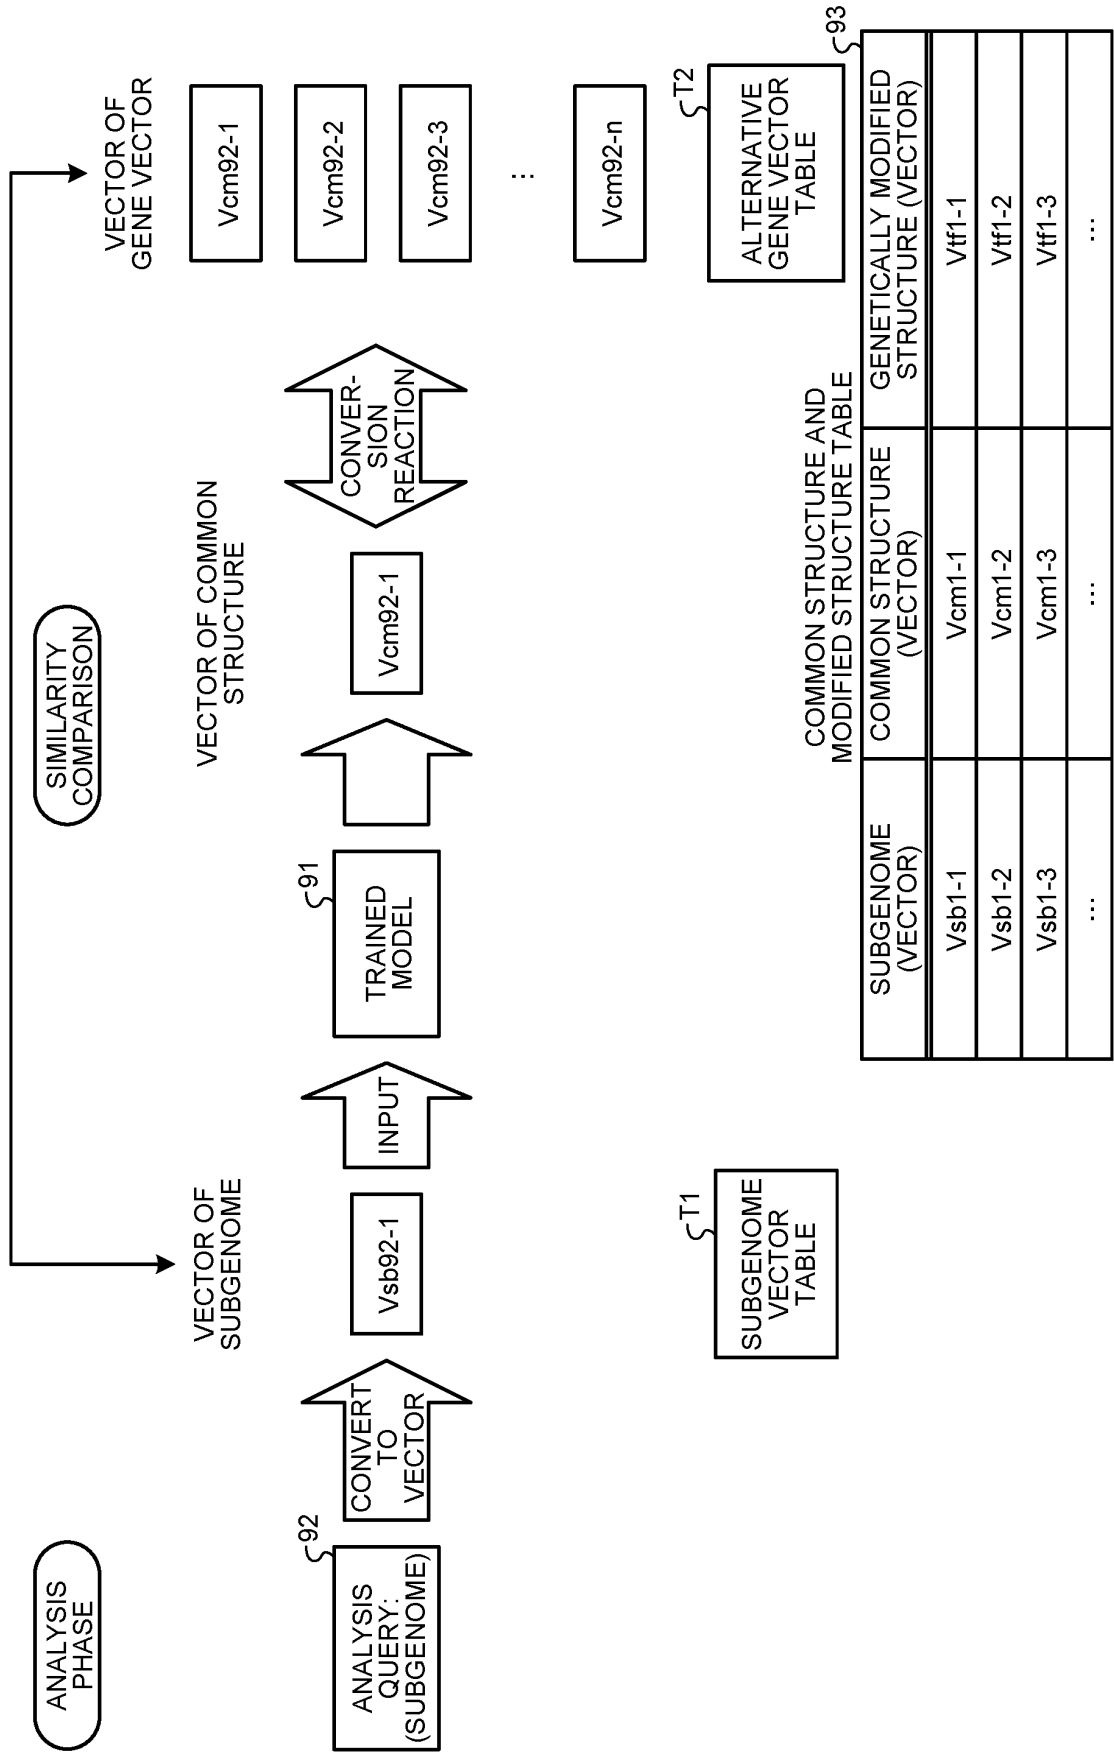 ANALYSIS
PHASE
SIMILARITY
COMPARISON
ANALYSIS
QUERY:
(SUBGENOME)
92
CONVERT
TO
VECTOR
VECTOR OF
SUBGENOME
Vsb92-1
INPUT
TRAINED
MODEL
91
VECTOR OF COMMON
STRUCTURE
Vcm92-1
CONVER-
SION
REACTION
VECTOR OF
GENE VECTOR
Vcm92-1
Vcm92-2
Vcm92-3
...
Vcm92-n
T1
SUBGENOME
VECTOR
TABLE
T2
ALTERNATIVE
GENE VECTOR
TABLE
COMMON STRUCTURE AND
MODIFIED STRUCTURE TABLE
93
SUBGENOME
(VECTOR)
COMMON STRUCTURE
(VECTOR)
GENETICALLY MODIFIED
STRUCTURE (VECTOR)
Vsb1-1 Vcm1-1 Vtf1-1
Vsb1-2 Vcm1-2 Vtf1-2
Vsb1-3 Vcm1-3 Vtf1-3
... ... ...